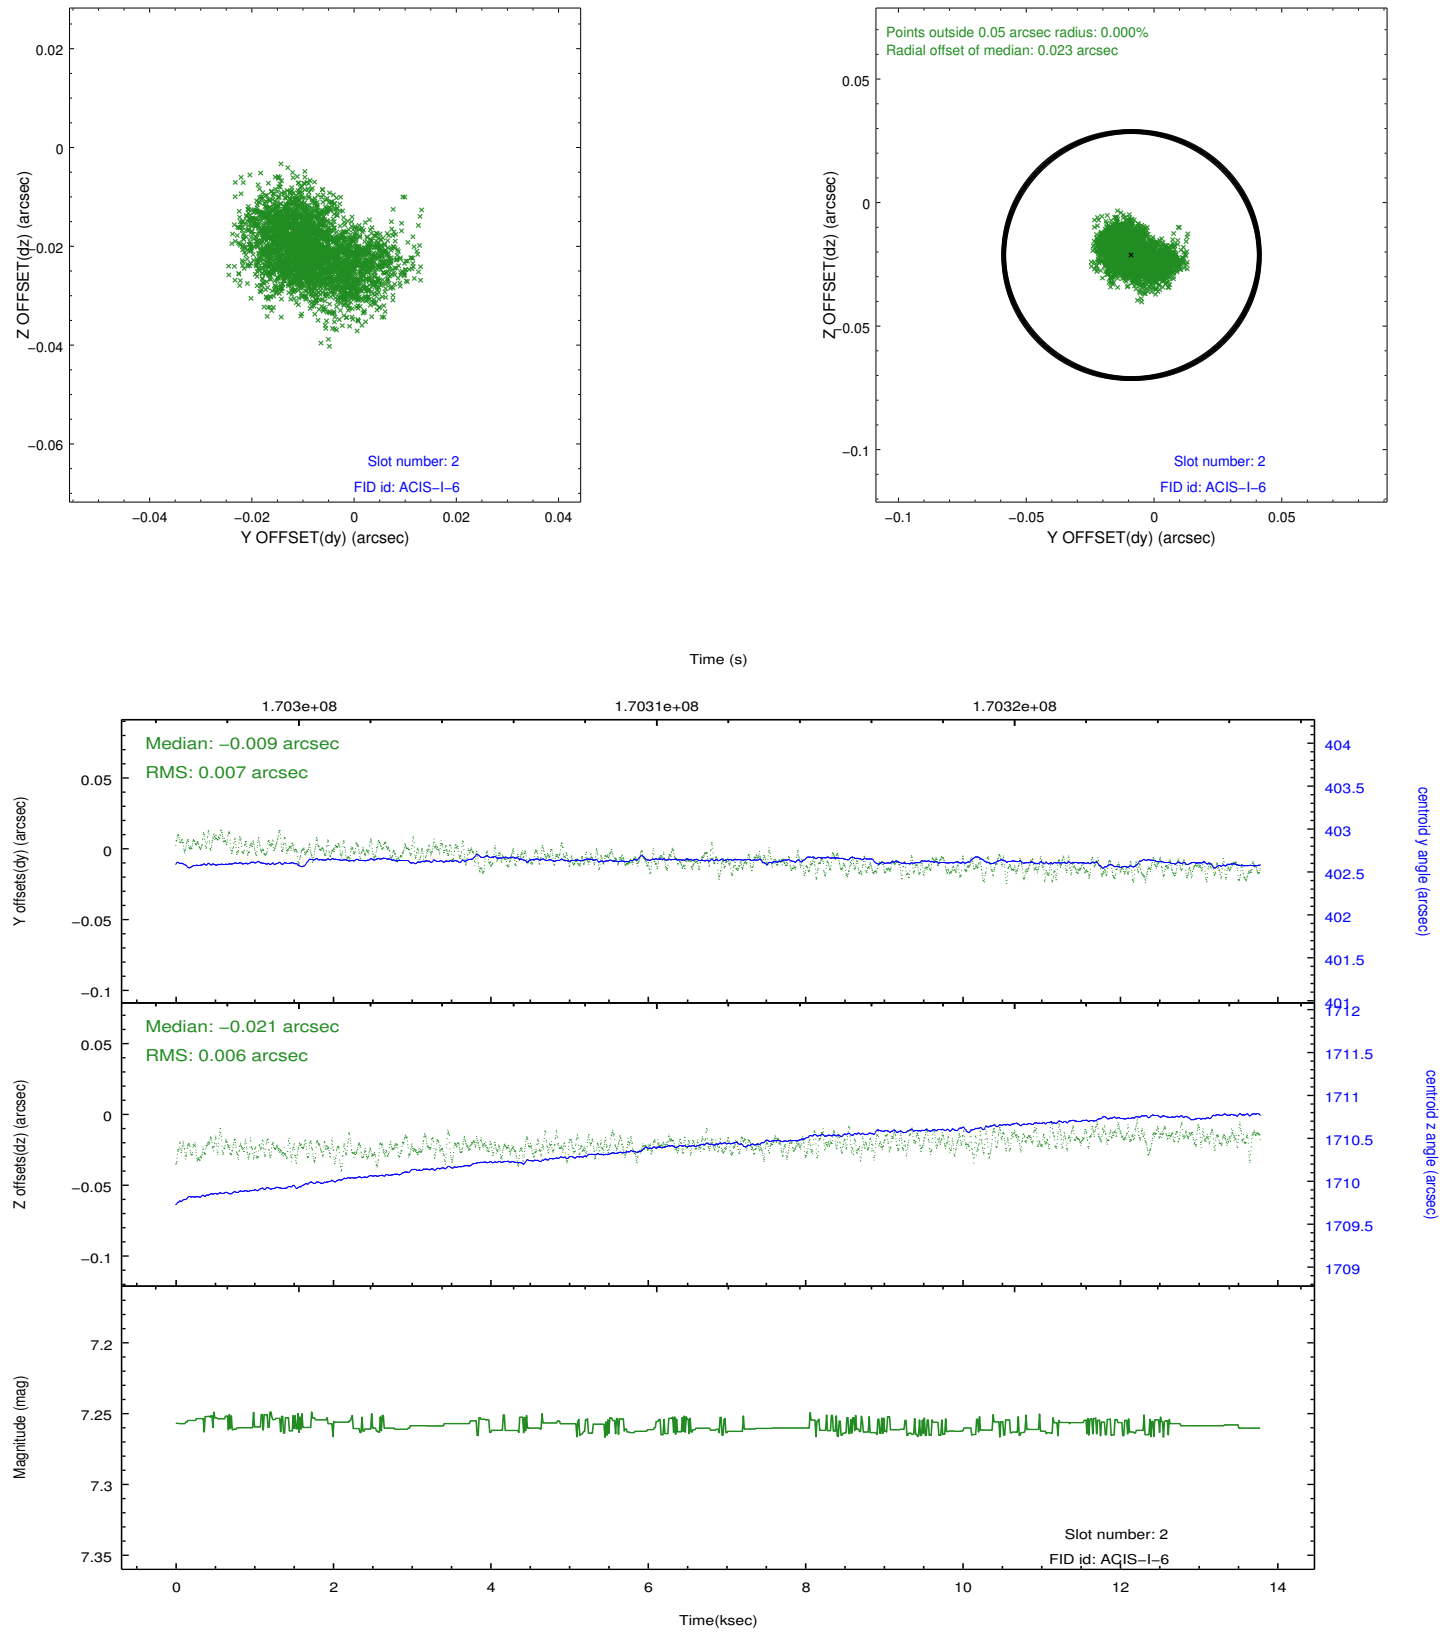 0.02
0
−0.02
−0.04
−0.06
Z OFFSET(dz) (arcsec)
Slot number: 2
FID id: ACIS−I−6
−0.04 −0.02 0 0.02 0.04
Y OFFSET(dy) (arcsec)
Points outside 0.05 arcsec radius: 0.000%
Radial offset of median: 0.023 arcsec
0.05
0
−0.05
−0.1
Z OFFSET(dz) (arcsec)
Slot number: 2
FID id: ACIS−I−6
−0.1 −0.05 0 0.05
Y OFFSET(dy) (arcsec)
Time (s)
1.703e+08 1.7031e+08 1.7032e+08
Median: −0.009 arcsec
RMS: 0.007 arcsec
0.05
0
−0.05
−0.1
Y offsets(dy) (arcsec)
404
403.5
403
402.5
402
401.5
401
centroid y angle (arcsec)
Median: −0.021 arcsec
RMS: 0.006 arcsec
0.05
0
−0.05
−0.1
Z offsets(dz) (arcsec)
1712
1711.5
1711
1710.5
1710
1709.5
1709
centroid z angle (arcsec)
7.2
7.25
7.3
7.35
Magnitude (mag)
Slot number: 2
FID id: ACIS−I−6
0 2 4 6 8 10 12 14
Time(ksec)